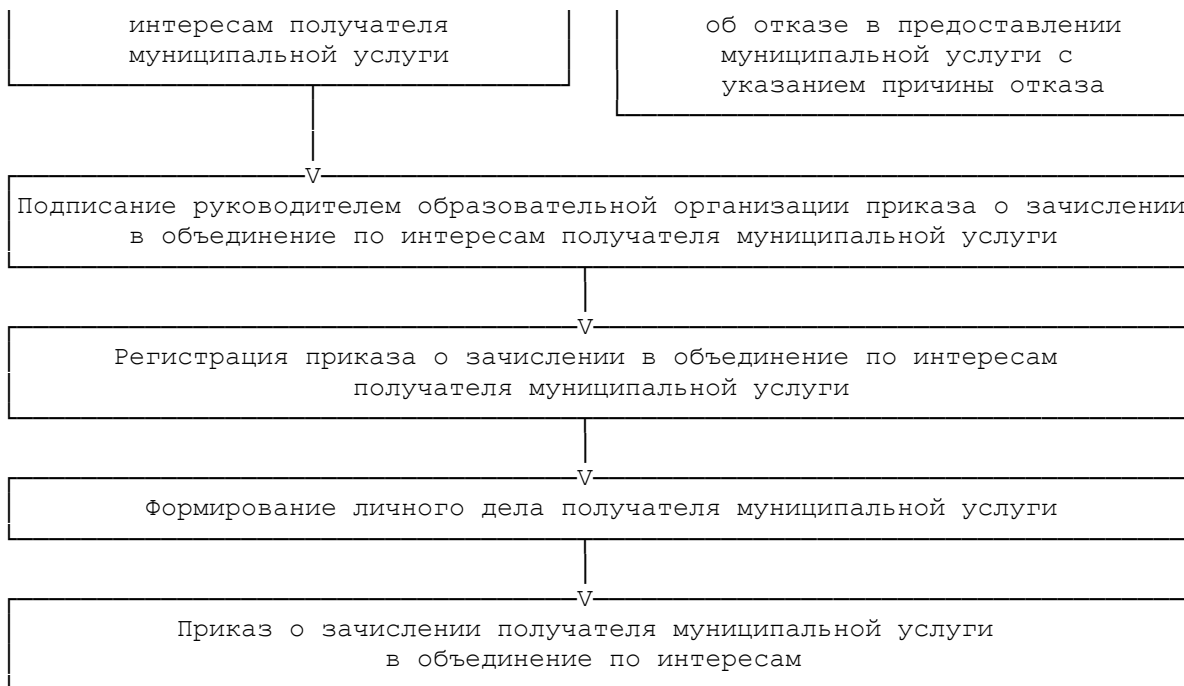 интересам получателя
муниципальной услуги
об отказе в предоставлении
муниципальной услуги с
указанием причины отказа
V
Подписание руководителем образовательной организации приказа о зачислении
в объединение по интересам получателя муниципальной услуги
V
Регистрация приказа о зачислении в объединение по интересам
получателя муниципальной услуги
V
Формирование личного дела получателя муниципальной услуги
V
Приказ о зачислении получателя муниципальной услуги
в объединение по интересам